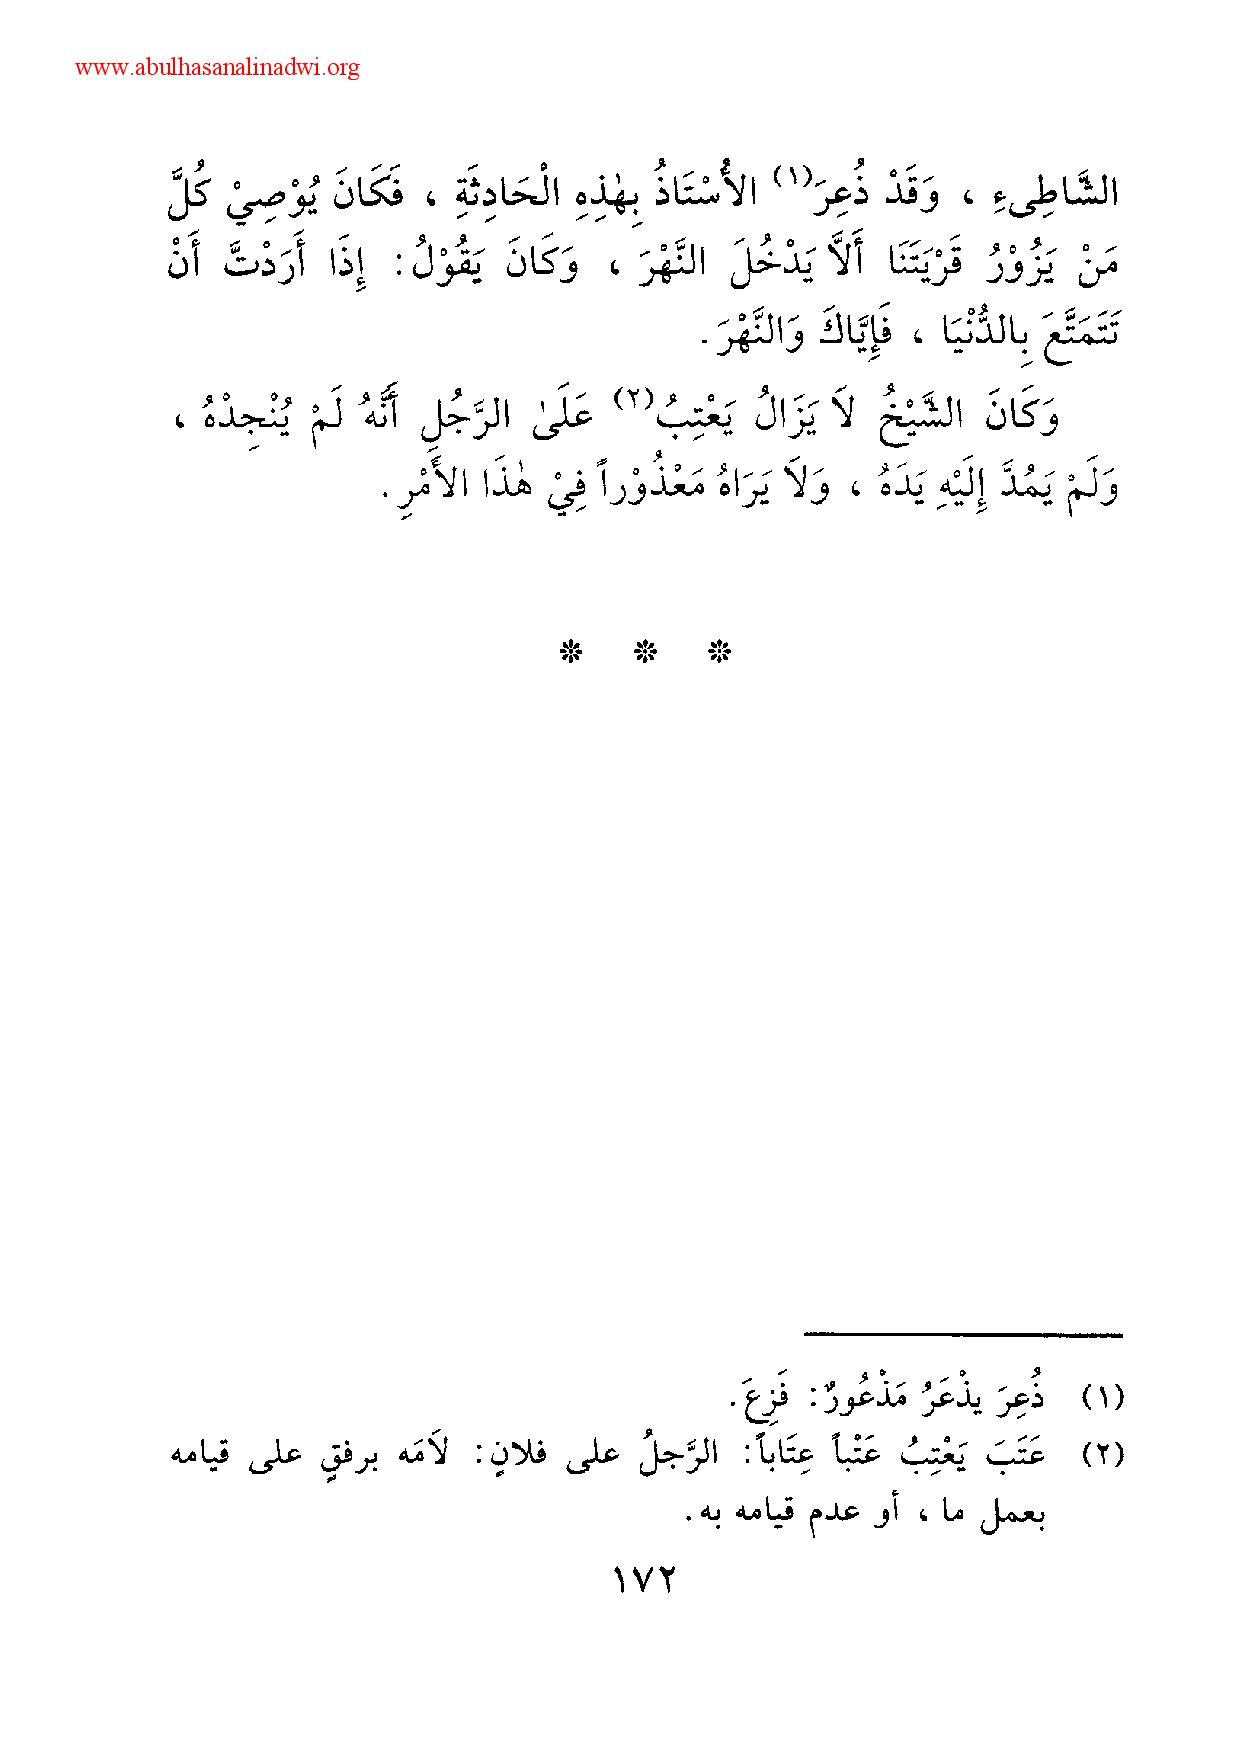 www.abulhasanalinadwi.org
الشَّاطِىءِ ، وَقَدْ ذُعِرَ(١) الأُسْتَاذُ بِهٰذِهِ الْحَادِثَةِ ، فَكَانَ يُوْصِيْ كُلَّ
مَنْ يَزُوْرُ قَرْيَتَنَا أَلاَّ يَدْخُلَ النَّهْرَ ، وَكَانَ يَقُوْلُ : إِذَا أَرَدْتَّ أَنْ
تَتَمَتَّعَ بِالدُّنْيَا ، فَإِيَّاكَ وَالنَّهْرَ .
وَكَانَ الشَّيْخُ لاَ يَزَالُ يَعْتِبُ(٢) عَلَىٰ الرَّجُلِ أَنَّهُ لَمْ يُنْجِدْهُ ،
وَلَمْ يَمُدَّ إِلَيْهِ يَدَهُ ، وَلاَ يَرَاهُ مَعْذُوْراً فِيْ هٰذَا الأَمْرِ .
* * *
(١) ذُعِرَ يذْعَرُ مَذْعُورٌ : فَزِعَ .
(٢) عَتَبَ يَعْتِبُ عَتْباً عِتَاباً : الرَّجلُ على فلانٍ : لاَمَه برفقٍ على قيامه
بعمل ما ، أو عدم قيامه به .
١٧٢